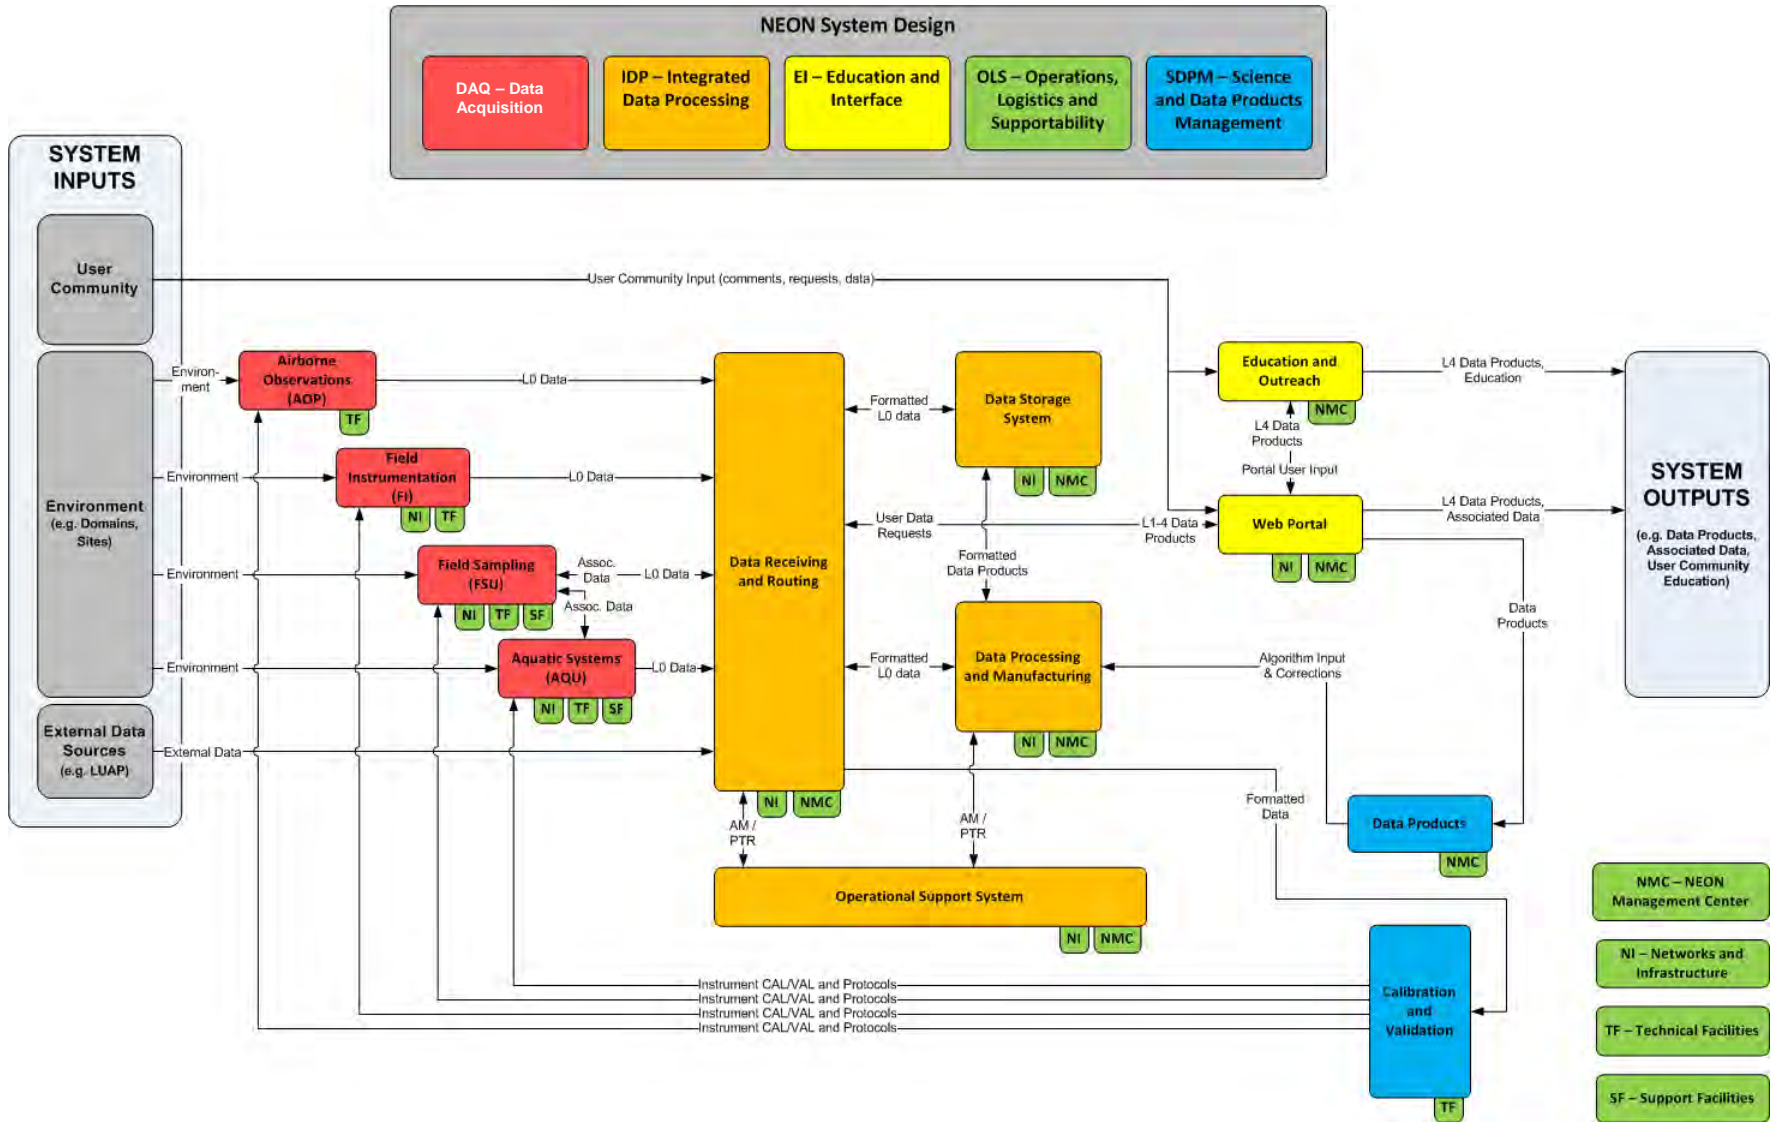 NEON System Design
DAQ – Data
Acquisition
IDP – Integrated
Data Processing
EI – Education and
Interface
OLS – Operations,
Logistics and
Supportability
SDPM – Science
and Data Products
Management
SYSTEM
INPUTS
User
Community
Environment
(e.g. Domains,
Sites)
External Data
Sources
(e.g. LUAP)
User Community Input (comments, requests, data)
Environ-
ment
Airborne
Observations
(AOP)
TF
L0 Data
Environment
Field
Instrumentation
(FI)
NI
TF
L0 Data
Environment
Field Sampling
(FSU)
NI
TF
SF
Assoc.
Data
L0 Data
Assoc. Data
Environment
Aquatic Systems
(AQU)
NI
TF
SF
L0 Data
External Data
Data Receiving
and Routing
NI
NMC
Formatted
L0 data
Data Storage
System
NI
NMC
User Data
Requests
L1-4 Data
Products
Formatted
Data Products
Formatted
L0 data
Data Processing
and Manufacturing
NI
NMC
AM /
PTR
AM /
PTR
Operational Support System
NI
NMC
Education and
Outreach
NMC
L4 Data Products,
Education
L4 Data
Products
Portal User Input
Web Portal
NI
NMC
L4 Data Products,
Associated Data
SYSTEM
OUTPUTS
(e.g. Data Products,
Associated Data,
User Community
Education)
Data
Products
Algorithm Input
& Corrections
Formatted
Data
Data Products
NMC
Instrument CAL/VAL and Protocols
Instrument CAL/VAL and Protocols
Instrument CAL/VAL and Protocols
Instrument CAL/VAL and Protocols
Calibration
and
Validation
TF
NMC – NEON
Management Center
NI – Networks and
Infrastructure
TF – Technical Facilities
SF – Support Facilities